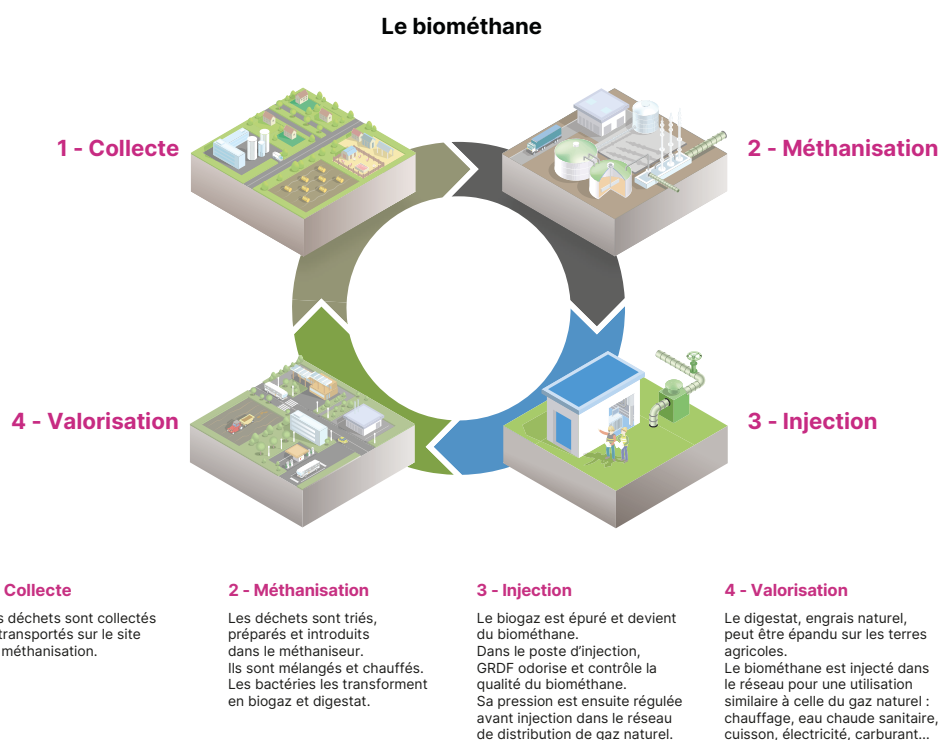 Le biométhane
1 - Collecte
2 - Méthanisation
4 - Valorisation
3 - Injection
Collecte
déchets sont collectés
transportés sur le site
méthanisation.
2 - Méthanisation
Les déchets sont triés,
préparés et introduits
dans le méthaniseur.
Ils sont mélangés et chauffés.
Les bactéries les transforment
en biogaz et digestat.
3 - Injection
Le biogaz est épuré et devient
du biométhane.
Dans le poste d’injection,
GRDF odorise et contrôle la
qualité du biométhane.
Sa pression est ensuite régulée
avant injection dans le réseau
de distribution de gaz naturel.
4 - Valorisation
Le digestat, engrais naturel,
peut être épandu sur les terres
agricoles.
Le biométhane est injecté dans
le réseau pour une utilisation
similaire à celle du gaz naturel :
chauffage, eau chaude sanitaire,
cuisson, électricité, carburant...